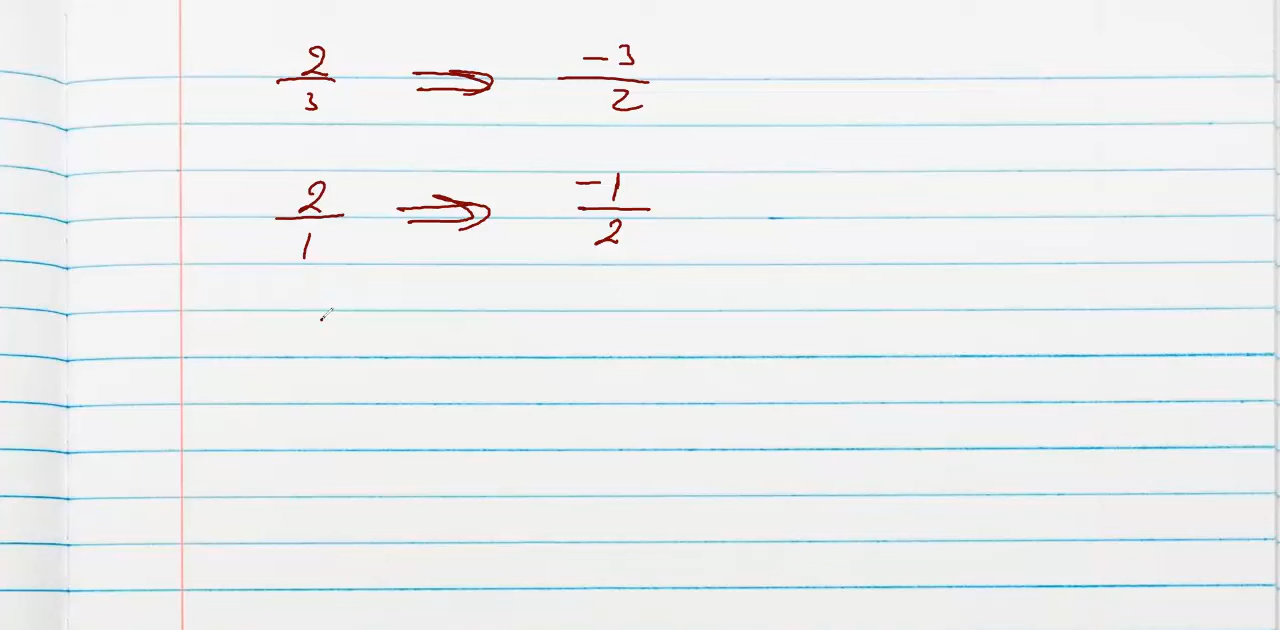 2/3 ⇒ -3/2
2/1 ⇒ -1/2